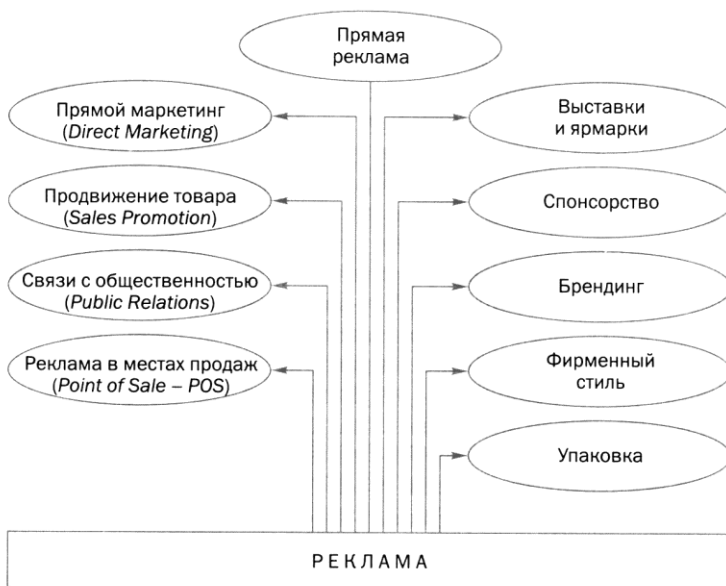 Прямая
реклама
Прямой маркетинг
(Direct Marketing)
Продвижение товара
(Sales Promotion)
Связи с общественностью
(Public Relations)
Реклама в местах продаж
(Point of Sale – POS)
Выставки
и ярмарки
Спонсорство
Брендинг
Фирменный
стиль
Упаковка
РЕКЛАМА